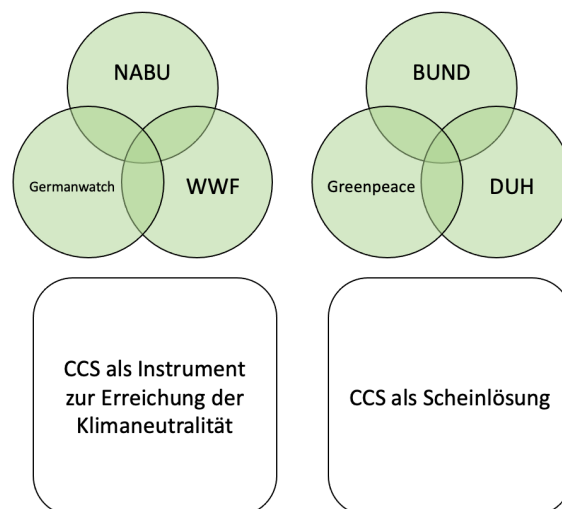 NABU
BUND
Germanwatch
WWF
Greenpeace
DUH
CCS als Instrument
zur Erreichung der
Klimaneutralität
CCS als Scheinlösung